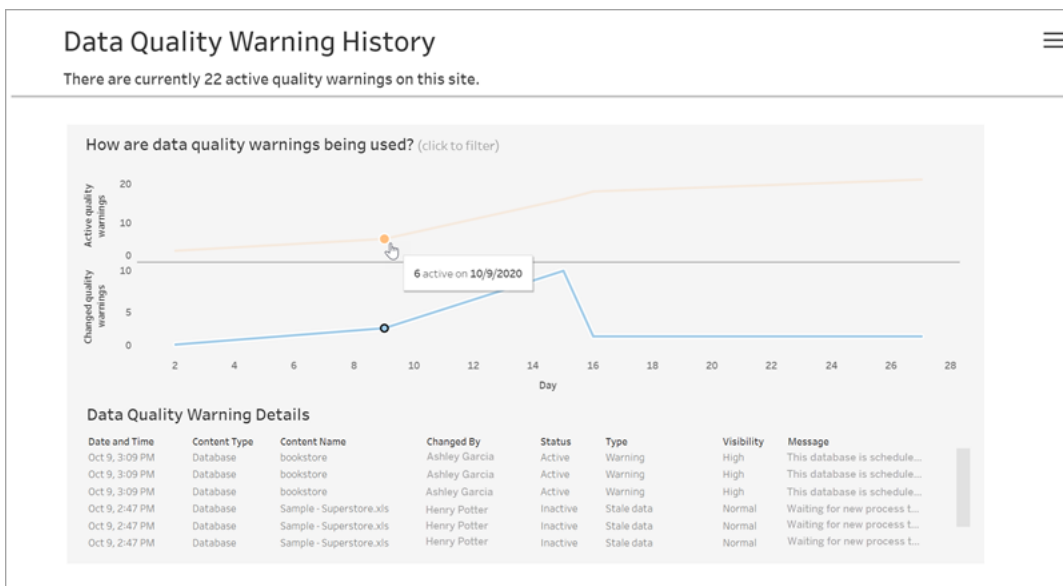 Data Quality Warning History
There are currently 22 active quality warnings on this site.
How are data quality warnings being used? (click to filter)
Active quality
warnings
20
10
0
6 active on 10/9/2020
Changed quality
warnings
10
5
0
2 4 6 8 10 12 14 16 18 20 22 24 26 28
Day
Data Quality Warning Details
Date and Time Content Type Content Name Changed By Status Type Visibility Message
Oct 9, 3:09 PM Database bookstore Ashley Garcia Active Warning High This database is schedule...
Oct 9, 3:09 PM Database bookstore Ashley Garcia Active Warning High This database is schedule...
Oct 9, 3:09 PM Database bookstore Ashley Garcia Active Warning High This database is schedule...
Oct 9, 2:47 PM Database Sample - Superstore.xls Henry Potter Inactive Stale data Normal Waiting for new process t...
Oct 9, 2:47 PM Database Sample - Superstore.xls Henry Potter Inactive Stale data Normal Waiting for new process t...
Oct 9, 2:47 PM Database Sample - Superstore.xls Henry Potter Inactive Stale data Normal Waiting for new process t...